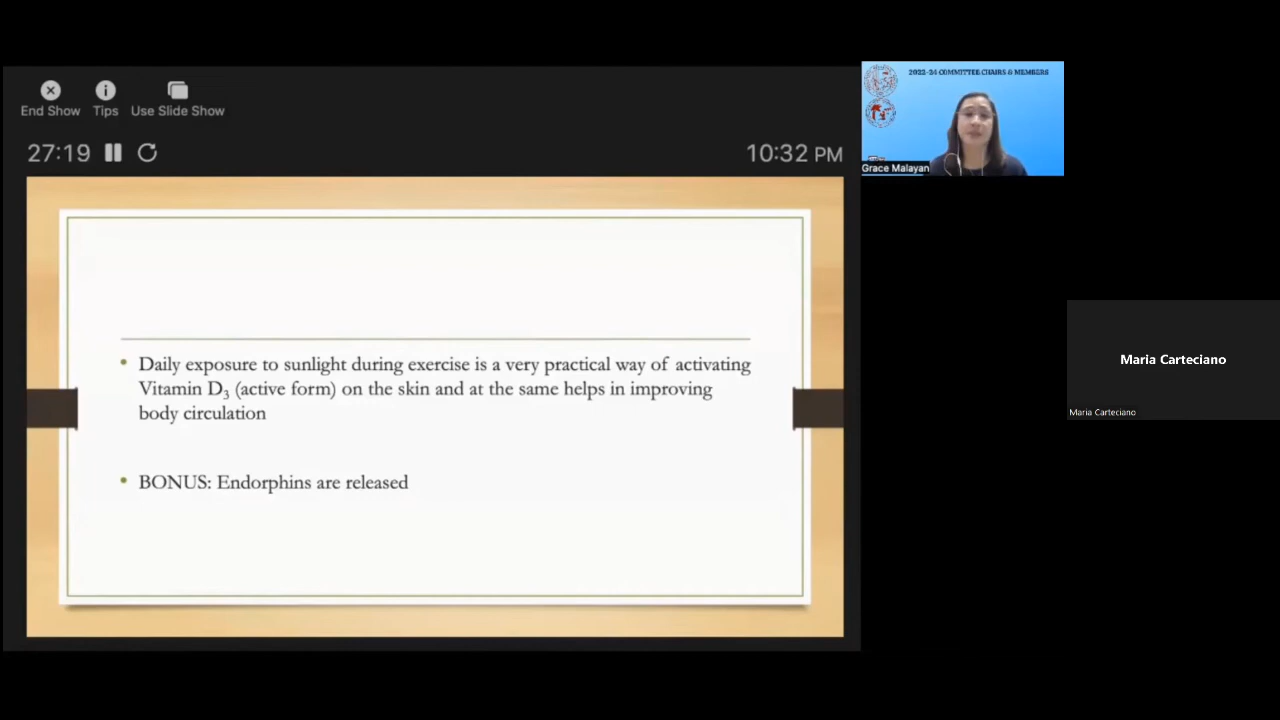 End Show Tips Use Slide Show
27:19 10:32 PM
2022-24 COMMITTEE CHAIRS & MEMBERS
Grace Malayan
• Daily exposure to sunlight during exercise is a very practical way of activating
Vitamin D3 (active form) on the skin and at the same helps in improving
body circulation
• BONUS: Endorphins are released
Maria Carteciano
Maria Carteciano